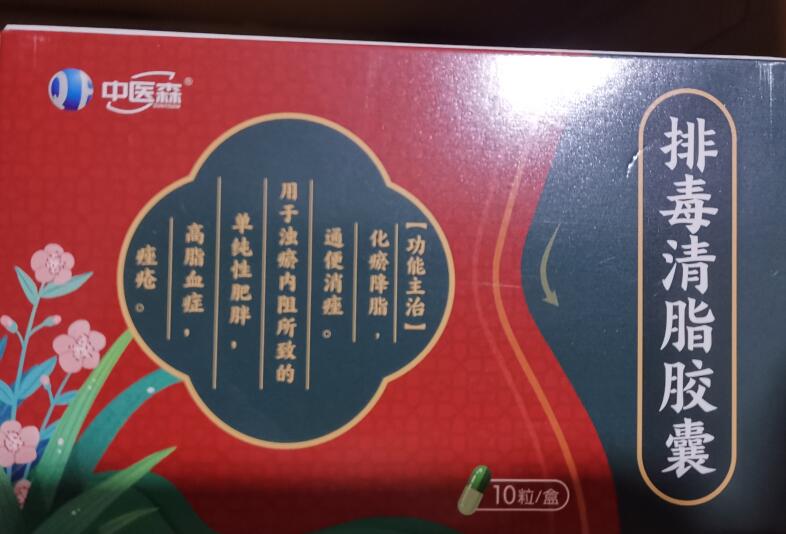 中医森®
【功能主治】
化瘀降脂，
通便消痤。
用于浊瘀内阻所致的
单纯性肥胖，
高脂血症，
痤疮。
排毒清脂胶囊
10粒/盒